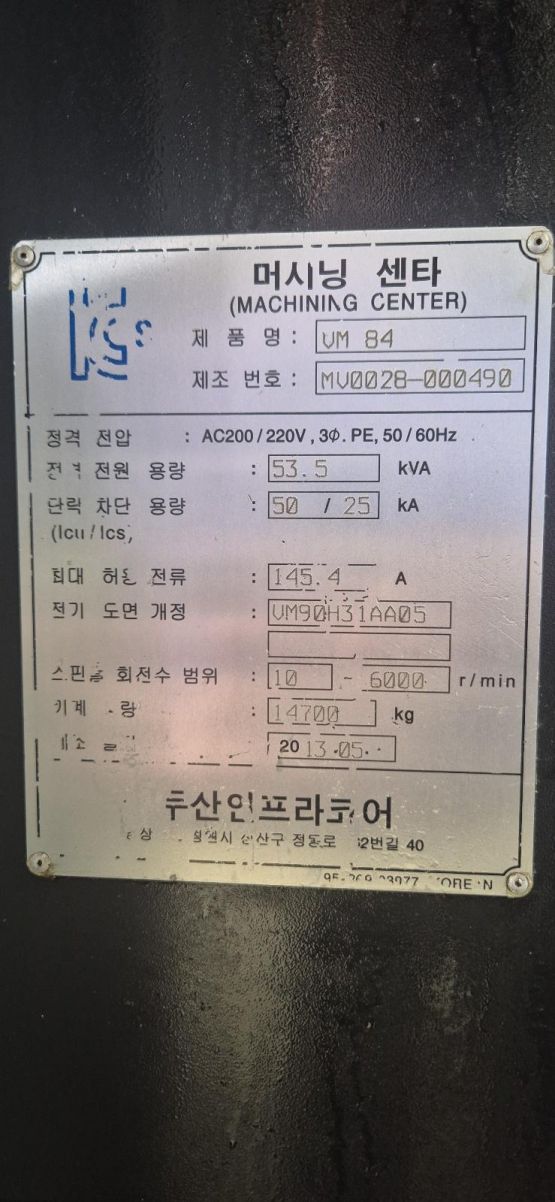 머시닝 센타
(MACHINING CENTER)
제 품 명 : VM 84
제조 번호 : MV0028-000490
정격 전압 : AC200/220V, 3Φ. PE, 50/60Hz
전원 용량 : 53.5 kVA
단락 차단 용량 : 50 / 25 kA
(Icu/Ics)
최대 전류 : 145.4 A
전기 도면 개정 : VM90H31AA05
회전수 범위 : 10 - 6000 r/min
기계 : 14700 kg
2013.05.
두산인프라코어
정동로 40